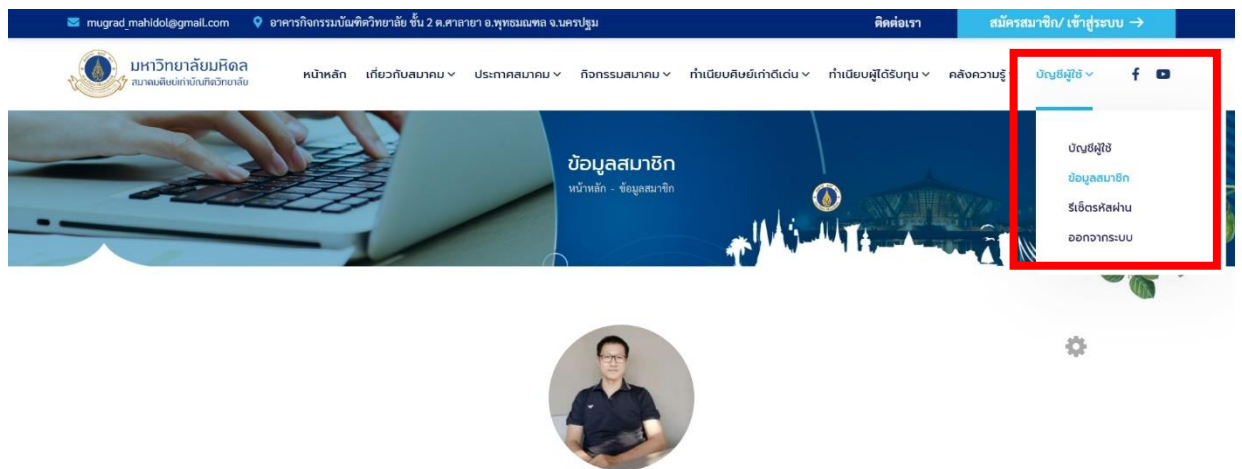 mugrad_mahidol@gmail.com
อาคารกิจกรรมบัณฑิตวิทยาลัย ชั้น 2 ต.ศาลายา อ.พุทธมณฑล จ.นครปฐม
ติดต่อเรา
สมัครสมาชิก/ เข้าสู่ระบบ →
มหาวิทยาลัยมหิดล
สมาคมศิษย์เก่าบัณฑิตวิทยาลัย
หน้าหลัก เกี่ยวกับสมาคม ประกาศสมาคม กิจกรรมสมาคม ทำเนียบศิษย์เก่าดีเด่น ทำเนียบผู้ได้รับทุน คลังความรู้ บัญชีผู้ใช้
บัญชีผู้ใช้
ข้อมูลสมาชิก
รีเซ็ตรหัสผ่าน
ออกจากระบบ
ข้อมูลสมาชิก
หน้าหลัก - ข้อมูลสมาชิก